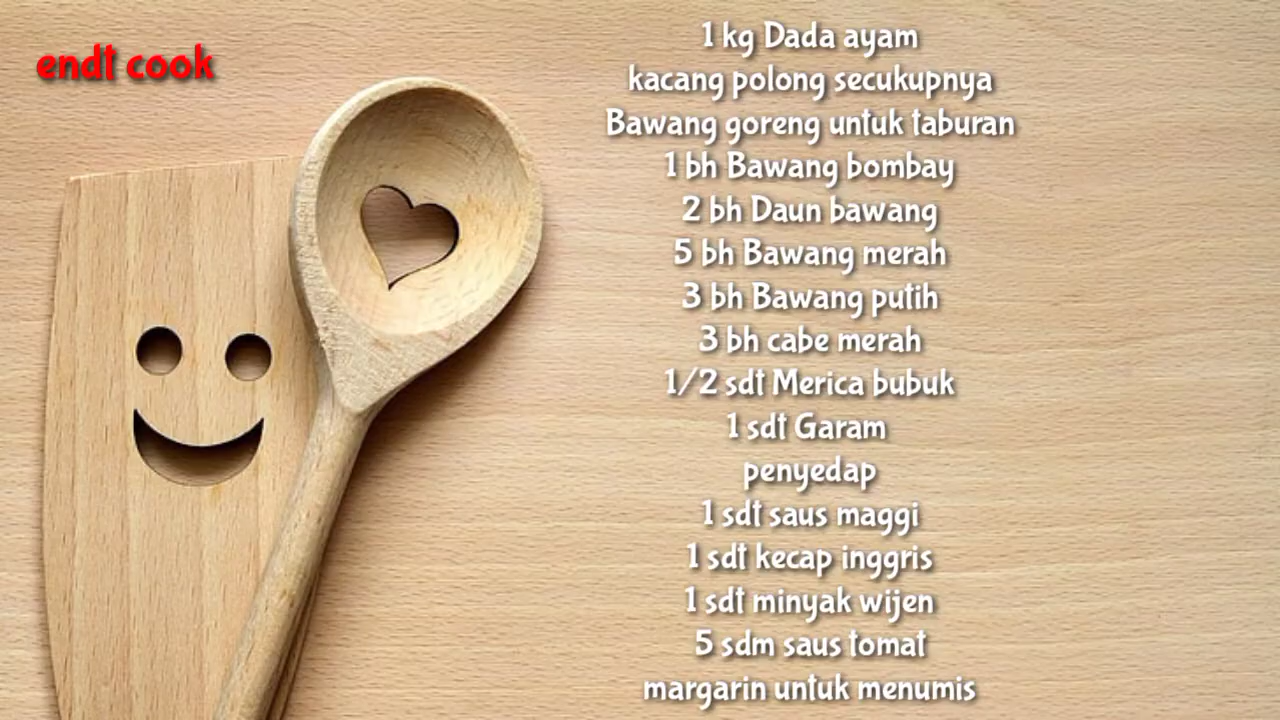 endt cook
1 kg Dada ayam
kacang polong secukupnya
Bawang goreng untuk taburan
1 bh Bawang bombay
2 bh Daun bawang
5 bh Bawang merah
3 bh Bawang putih
3 bh cabe merah
1/2 sdt Merica bubuk
1 sdt Garam
penyedap
1 sdt saus maggi
1 sdt kecap inggris
1 sdt minyak wijen
5 sdm saus tomat
margarin untuk menumis